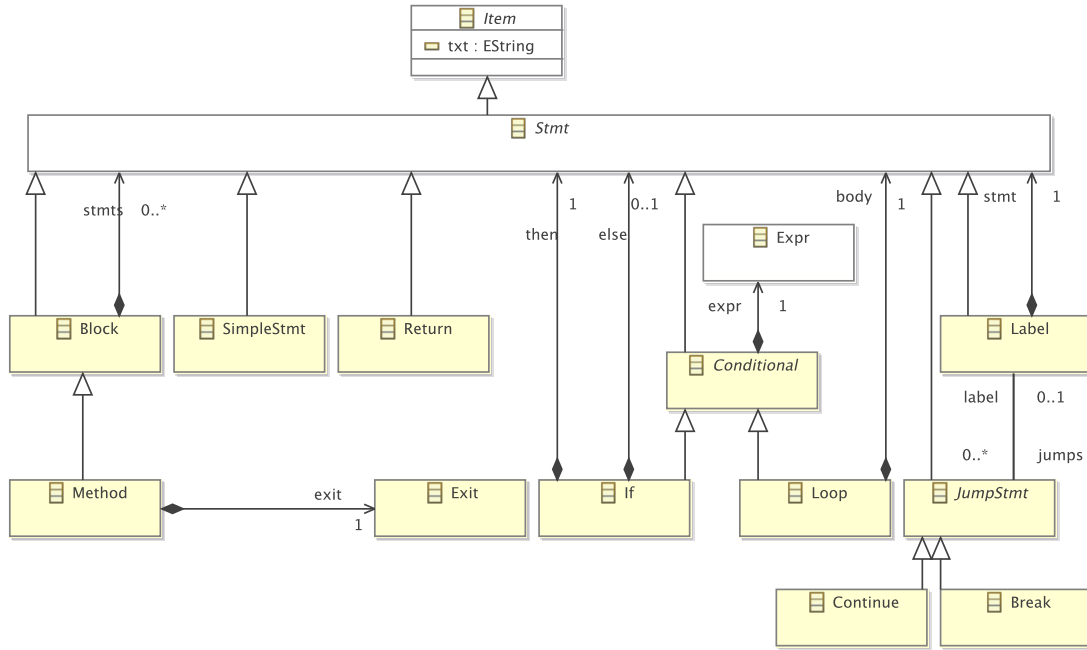 Item
txt : EString
Stmt
stmts 0..*
then
1
else
0..1
body
1
stmt
1
Expr
expr 1
Block
SimpleStmt
Return
Label
Conditional
label 0..1
0..* jumps
Method
exit
1
Exit
If
Loop
JumpStmt
Continue
Break